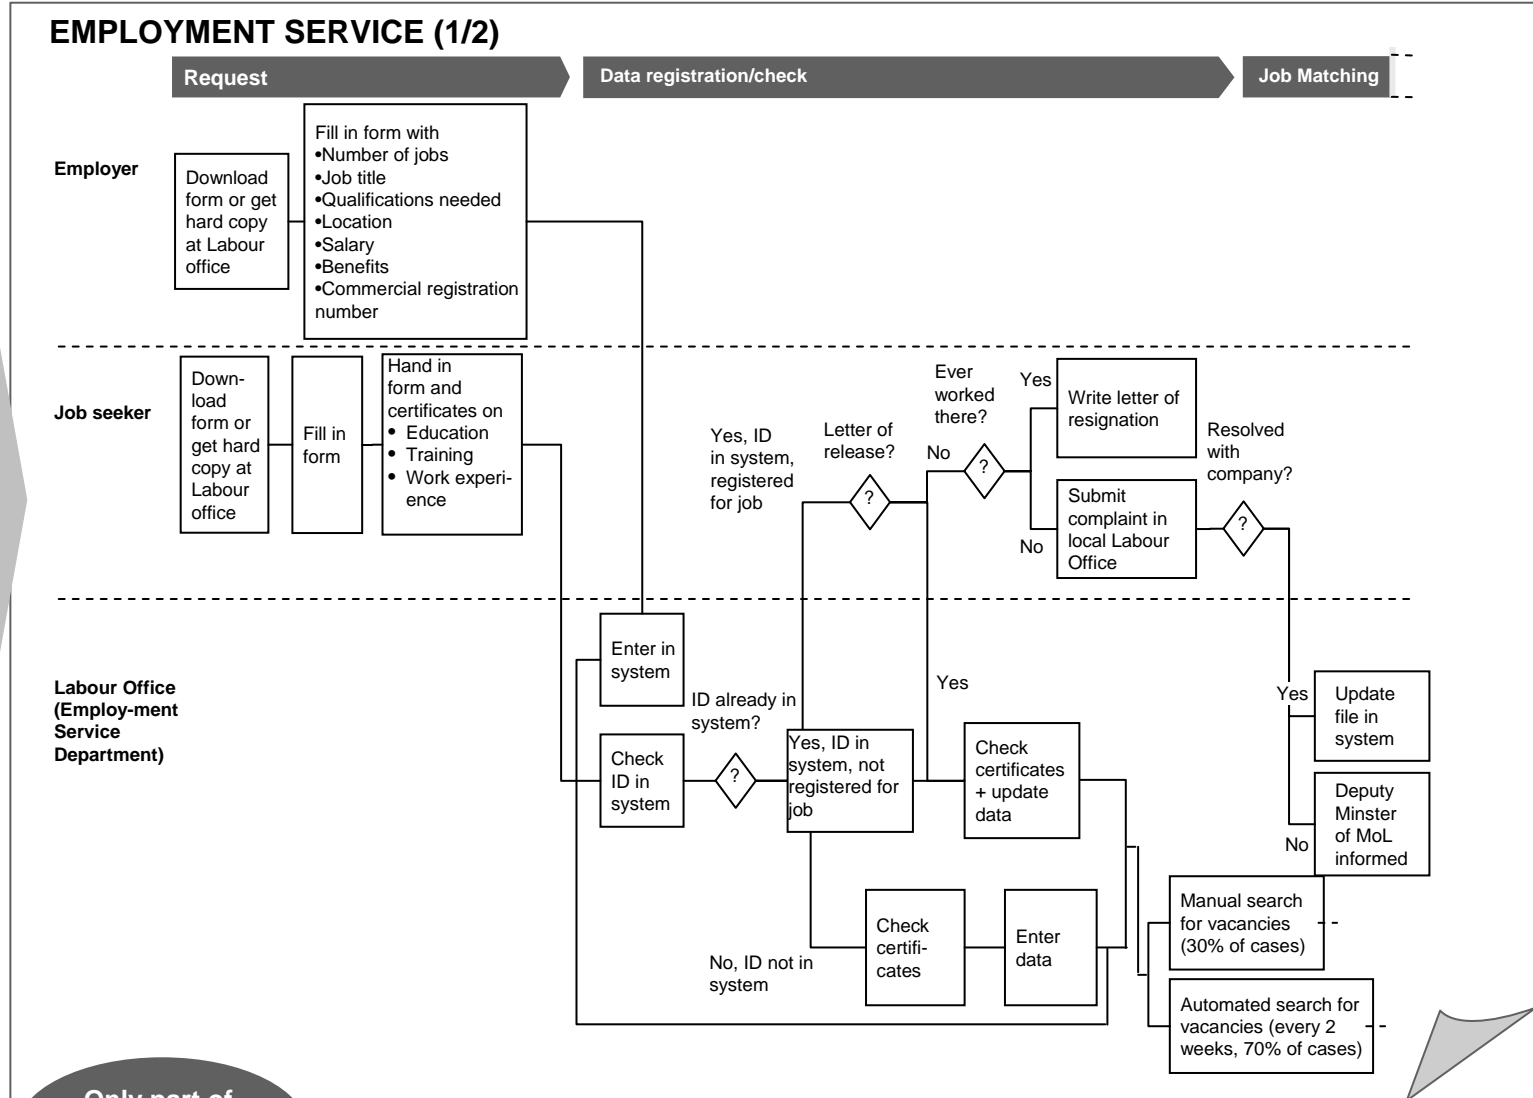 EMPLOYMENT SERVICE (1/2)
Request
Data registration/check
Job Matching
Employer
Download
form or get
hard copy
at Labour
office
Fill in form with
•Number of jobs
•Job title
•Qualifications needed
•Location
•Salary
•Benefits
•Commercial registration
number
Job seeker
Down-
load
form or
get hard
copy at
Labour
office
Fill in
form
Hand in
form and
certificates on
• Education
• Training
• Work experi-
ence
Yes, ID
in system,
registered
for job
Letter of
release?
?
No
Ever
worked
there?
?
Yes
Write letter of
resignation
No
Submit
complaint in
local Labour
Office
Resolved
with
company?
?
Labour Office
(Employ-ment
Service
Department)
Enter in
system
Check
ID in
system
ID already in
system?
?
Yes, ID in
system, not
registered for
job
Yes
Check
certificates
+ update
data
Yes
Update
file in
system
No
Deputy
Minster
of MoL
informed
No, ID not in
system
Check
certifi-
cates
Enter
data
Manual search
for vacancies
(30% of cases)
Automated search for
vacancies (every 2
weeks, 70% of cases)
Only part of